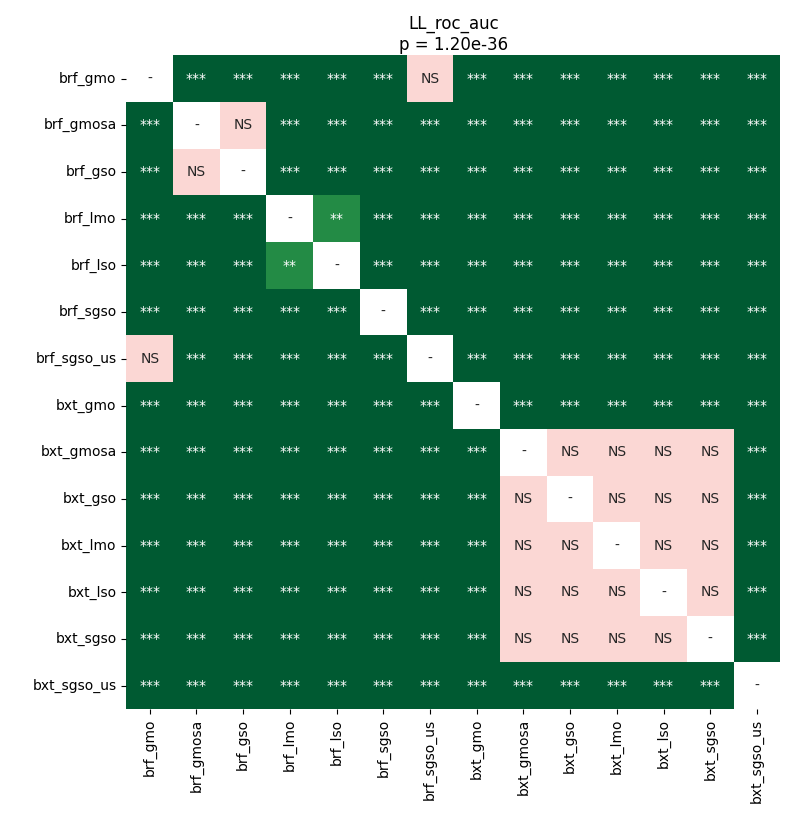 LL_roc_auc
p = 1.20e-36
brf_gmo - *** *** *** *** *** NS *** *** *** *** *** *** ***
brf_gmosa *** - NS *** *** *** *** *** *** *** *** *** *** ***
brf_gso *** NS - *** *** *** *** *** *** *** *** *** *** ***
brf_lmo *** *** *** - ** *** *** *** *** *** *** *** *** ***
brf_lso *** *** *** ** - *** *** *** *** *** *** *** *** ***
brf_sgso *** *** *** *** *** - *** *** *** *** *** *** *** ***
brf_sgso_us NS *** *** *** *** *** - *** *** *** *** *** *** ***
bxt_gmo *** *** *** *** *** *** *** - *** *** *** *** *** ***
bxt_gmosa *** *** *** *** *** *** *** *** - NS NS NS NS ***
bxt_gso *** *** *** *** *** *** *** *** NS - NS NS NS ***
bxt_lmo *** *** *** *** *** *** *** *** NS NS - NS NS ***
bxt_lso *** *** *** *** *** *** *** *** NS NS NS - NS ***
bxt_sgso *** *** *** *** *** *** *** *** NS NS NS NS - ***
bxt_sgso_us *** *** *** *** *** *** *** *** *** *** *** *** *** -
brf_gmo brf_gmosa brf_gso brf_lmo brf_lso brf_sgso brf_sgso_us bxt_gmo bxt_gmosa bxt_gso bxt_lmo bxt_lso bxt_sgso bxt_sgso_us